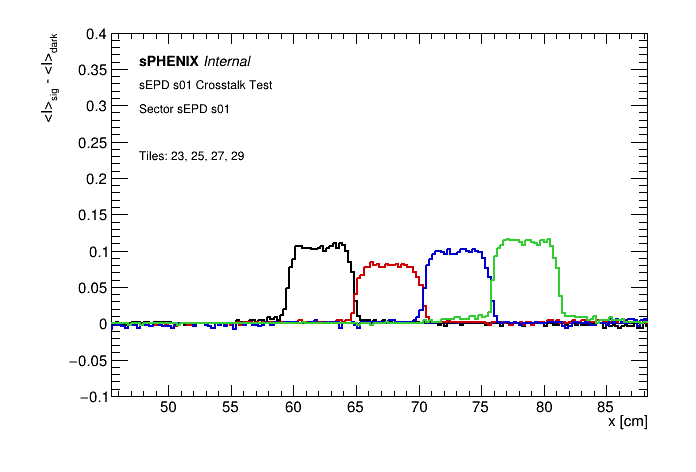 <I>sig - <I>dark
0.4
0.35
0.3
0.25
0.2
0.15
0.1
0.05
0
−0.05
−0.1
sPHENIX Internal
sEPD s01 Crosstalk Test
Sector sEPD s01
Tiles: 23, 25, 27, 29
50 55 60 65 70 75 80 85
x [cm]